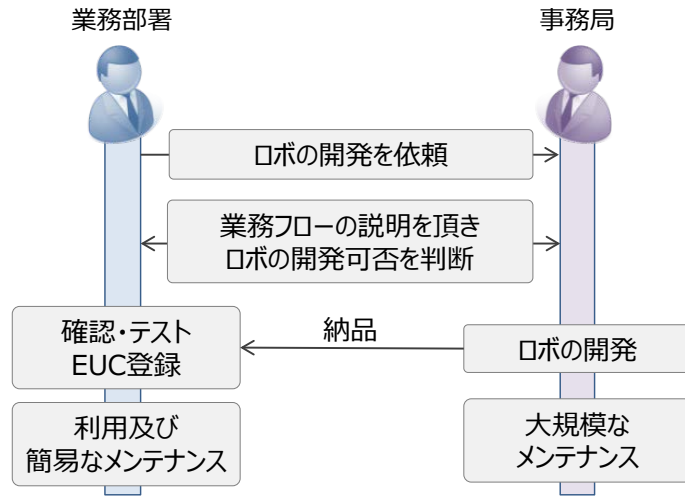 業務部署
事務局
ロボの開発を依頼
業務フローの説明を頂き
ロボの開発可否を判断
確認・テスト
EUC登録
納品
ロボの開発
利用及び
簡易なメンテナンス
大規模な
メンテナンス